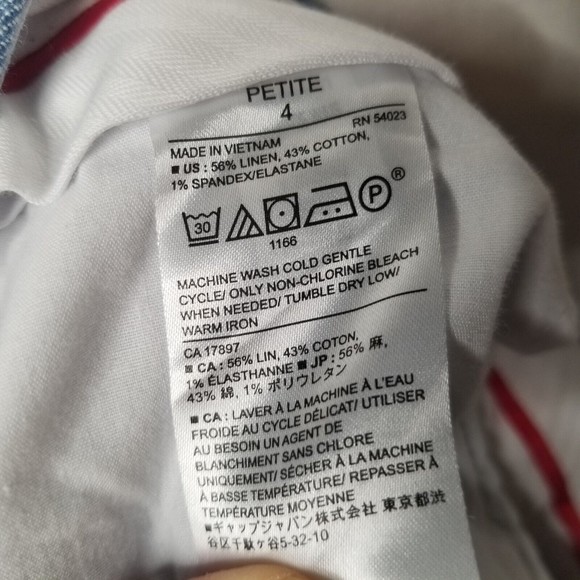 PETITE
4
RN 54023
MADE IN VIETNAM
■ US : 56% LINEN, 43% COTTON,
1% SPANDEX/ELASTANE
30
P
®
1166
MACHINE WASH COLD GENTLE
CYCLE/ ONLY NON-CHLORINE BLEACH
WHEN NEEDED/ TUMBLE DRY LOW/
WARM IRON
CA 17897
■ CA : 56% LIN, 43% COTON,
1% ÉLASTHANNE ■ JP : 56% 麻,
43% 綿, 1% ポリウレタン
■ CA : LAVER À LA MACHINE À L'EAU
FROIDE AU CYCLE DÉLICAT/ UTILISER
AU BESOIN UN AGENT DE
BLANCHIMENT SANS CHLORE
UNIQUEMENT/ SÉCHER À LA MACHINE
À BASSE TEMPÉRATURE/ REPASSER À
TEMPÉRATURE MOYENNE
■ギャップジャパン株式会社 東京都渋
谷区千駄ヶ谷5-32-10